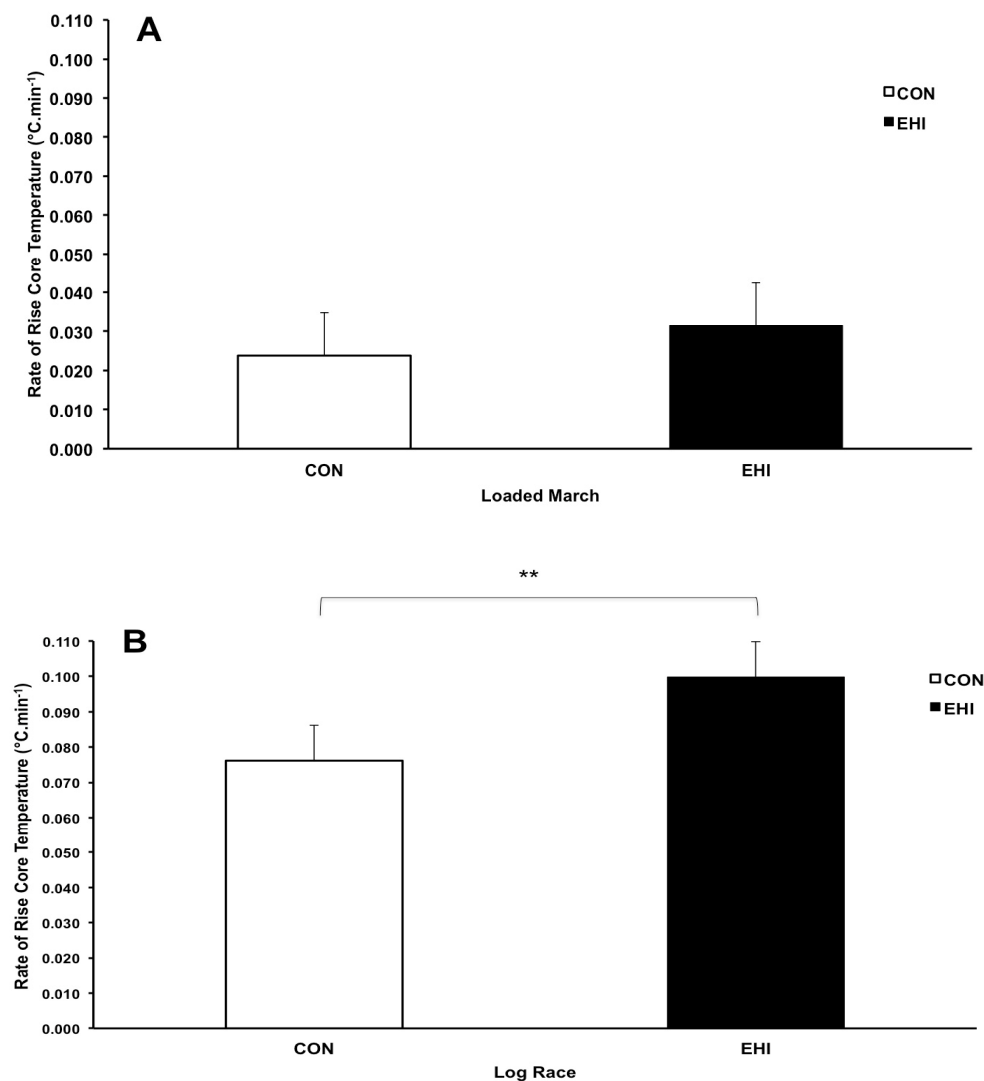 A
0.110
0.100
0.090
0.080
0.070
0.060
0.050
0.040
0.030
0.020
0.010
0.000
Rate of Rise Core Temperature (°C.min⁻¹)
CON
EHI
CON EHI
Loaded March
**
B
0.110
0.100
0.090
0.080
0.070
0.060
0.050
0.040
0.030
0.020
0.010
0.000
Rate of Rise Core Temperature (°C.min⁻¹)
CON
EHI
CON EHI
Log Race